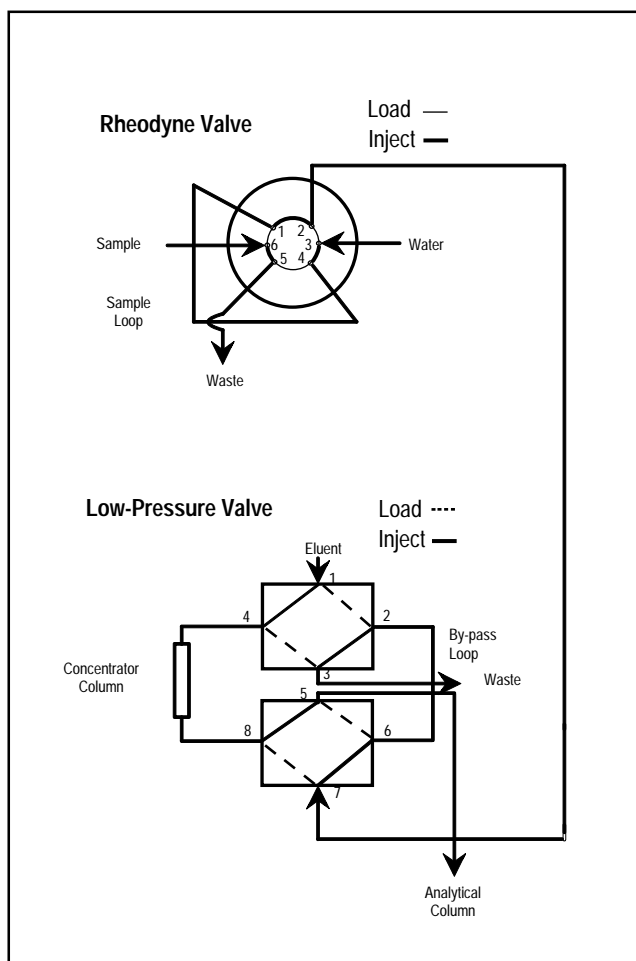 Load
Rheodyne Valve
Inject
1
2
Sample
6
3
Water
5
4
Sample
Loop
Waste
Low-Pressure Valve
Load
Inject
Eluent
1
4
2
By-pass
Loop
Concentrator
Column
3
Waste
5
8
6
7
Analytical
Column